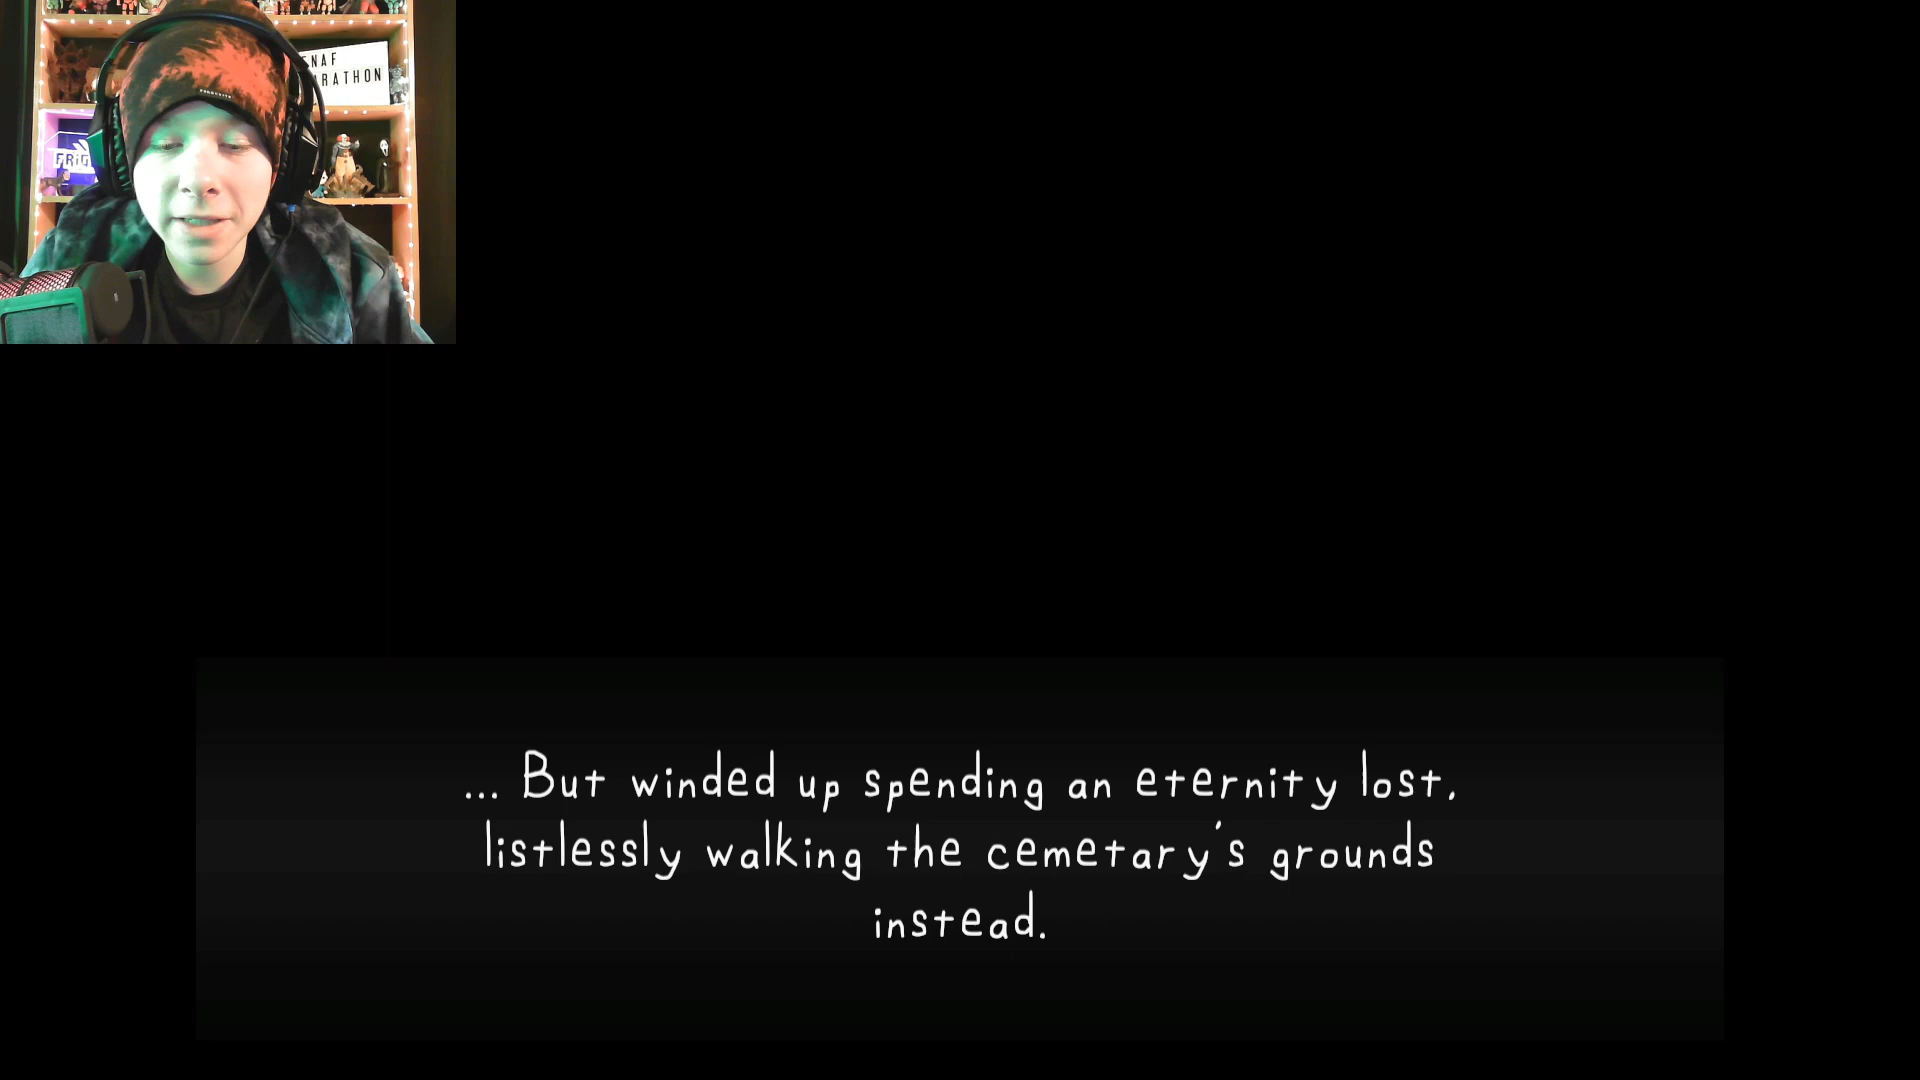 NAF
RATHON
FRIG
... But winded up spending an eternity lost,
listlessly walking the cemetary's grounds
instead.